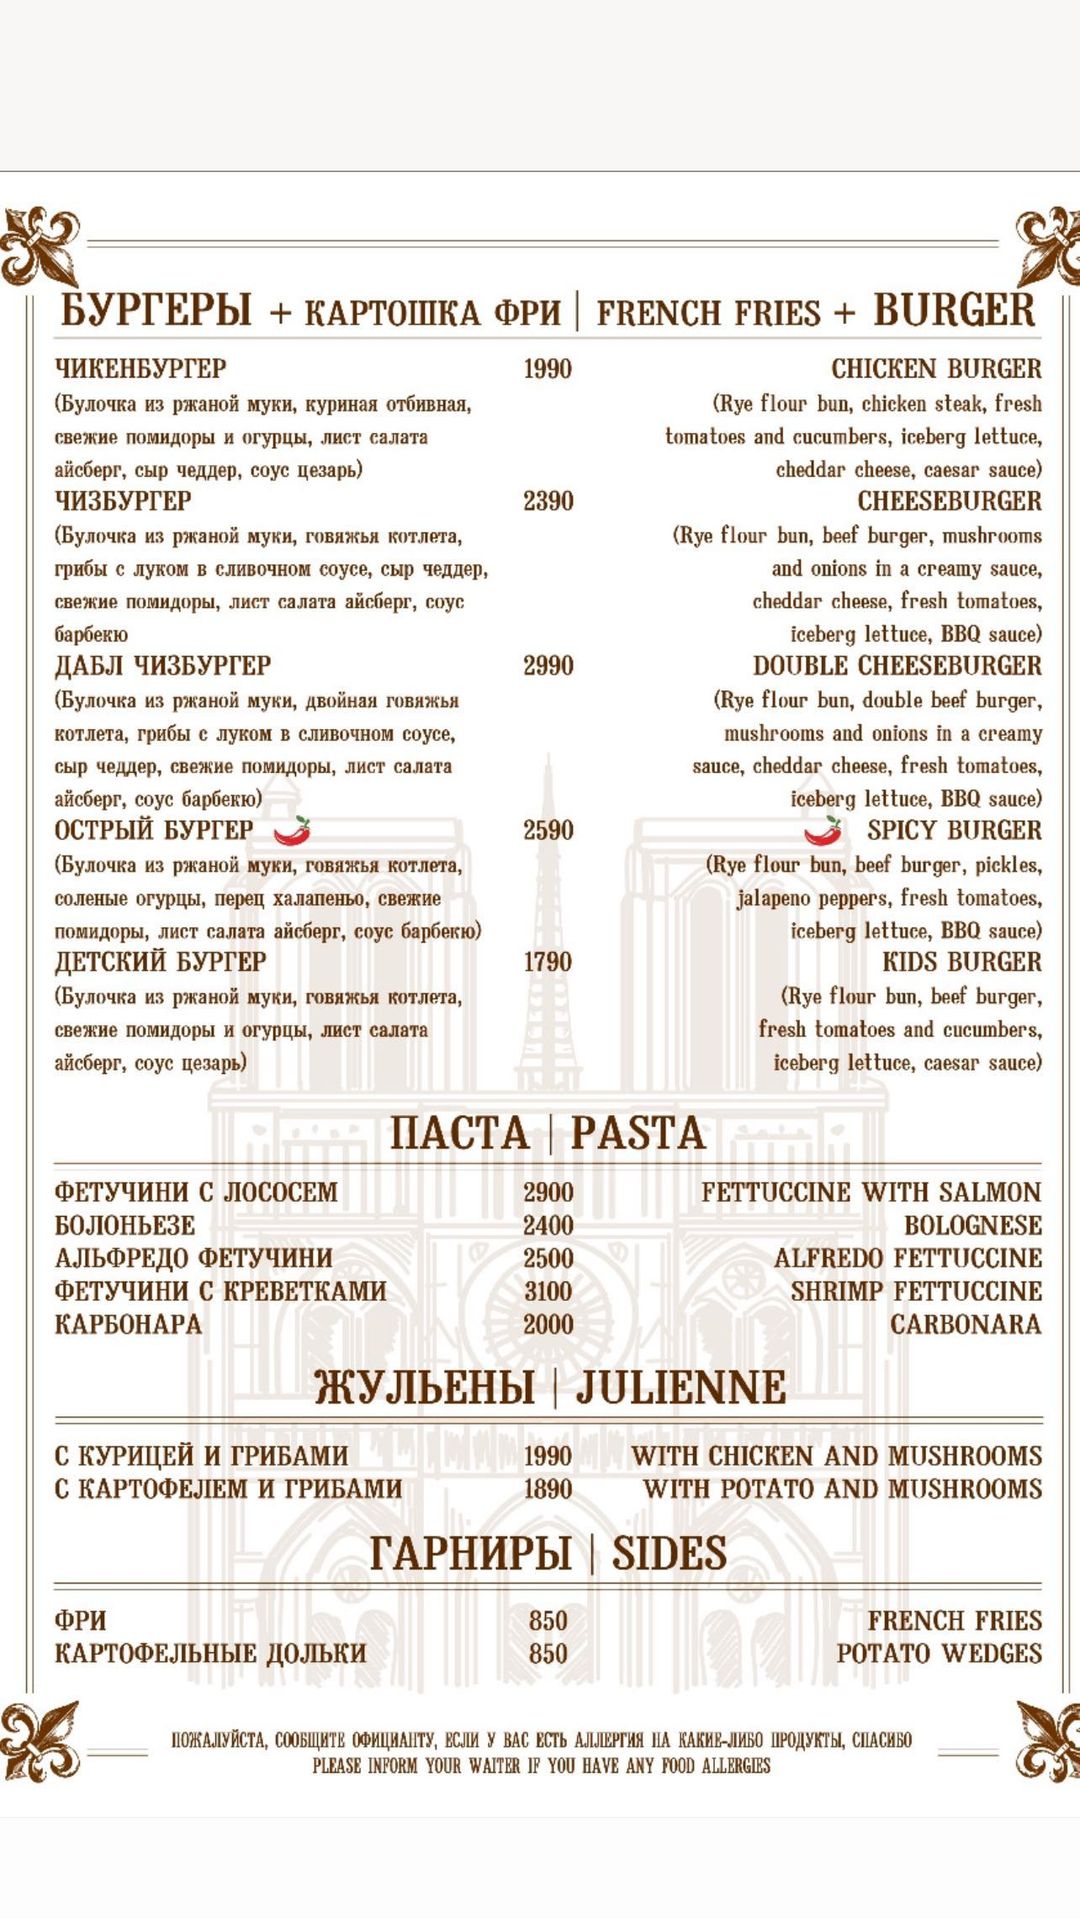 БУРГЕРЫ + КАРТОШКА ФРИ | FRENCH FRIES + BURGER
ЧИКЕНБУРГЕР 1990 CHICKEN BURGER
(Булочка из ржаной муки, куриная отбивная, (Rye flour bun, chicken steak, fresh
свежие помидоры и огурцы, лист салата tomatoes and cucumbers, iceberg lettuce,
айсберг, сыр чеддер, соус цезарь) cheddar cheese, caesar sauce)
ЧИЗБУРГЕР 2390 CHEESEBURGER
(Булочка из ржаной муки, говяжья котлета, (Rye flour bun, beef burger, mushrooms
грибы с луком в сливочном соусе, сыр чеддер, and onions in a creamy sauce,
свежие помидоры, лист салата айсберг, соус cheddar cheese, fresh tomatoes,
барбекю iceberg lettuce, BBQ sauce)
ДАБЛ ЧИЗБУРГЕР 2990 DOUBLE CHEESEBURGER
(Булочка из ржаной муки, двойная говяжья (Rye flour bun, double beef burger,
котлета, грибы с луком в сливочном соусе, mushrooms and onions in a creamy
сыр чеддер, свежие помидоры, лист салата sauce, cheddar cheese, fresh tomatoes,
айсберг, соус барбекю) iceberg lettuce, BBQ sauce)
ОСТРЫЙ БУРГЕР 2590 SPICY BURGER
(Булочка из ржаной муки, говяжья котлета, (Rye flour bun, beef burger, pickles,
соленые огурцы, перец халапеньо, свежие jalapeno peppers, fresh tomatoes,
помидоры, лист салата айсберг, соус барбекю) iceberg lettuce, BBQ sauce)
ДЕТСКИЙ БУРГЕР 1790 KIDS BURGER
(Булочка из ржаной муки, говяжья котлета, (Rye flour bun, beef burger,
свежие помидоры и огурцы, лист салата fresh tomatoes and cucumbers,
айсберг, соус цезарь) iceberg lettuce, caesar sauce)
ПАСТА | PASTA
ФЕТУЧИНИ С ЛОСОСЕМ 2900 FETTUCCINE WITH SALMON
БОЛОНЬЕЗЕ 2400 BOLOGNESE
АЛЬФРЕДО ФЕТУЧИНИ 2500 ALFREDO FETTUCCINE
ФЕТУЧИНИ С КРЕВЕТКАМИ 3100 SHRIMP FETTUCCINE
КАРБОНАРА 2000 CARBONARA
ЖУЛЬЕНЫ | JULIENNE
С КУРИЦЕЙ И ГРИБАМИ 1990 WITH CHICKEN AND MUSHROOMS
С КАРТОФЕЛЕМ И ГРИБАМИ 1890 WITH POTATO AND MUSHROOMS
ГАРНИРЫ | SIDES
ФРИ 850 FRENCH FRIES
КАРТОФЕЛЬНЫЕ ДОЛЬКИ 850 POTATO WEDGES
ПОЖАЛУЙСТА, СООБЩИТЕ ОФИЦИАНТУ, ЕСЛИ У ВАС ЕСТЬ АЛЛЕРГИЯ НА КАКИЕ-ЛИБО ПРОДУКТЫ, СПАСИБО
PLEASE INFORM YOUR WAITER IF YOU HAVE ANY FOOD ALLERGIES